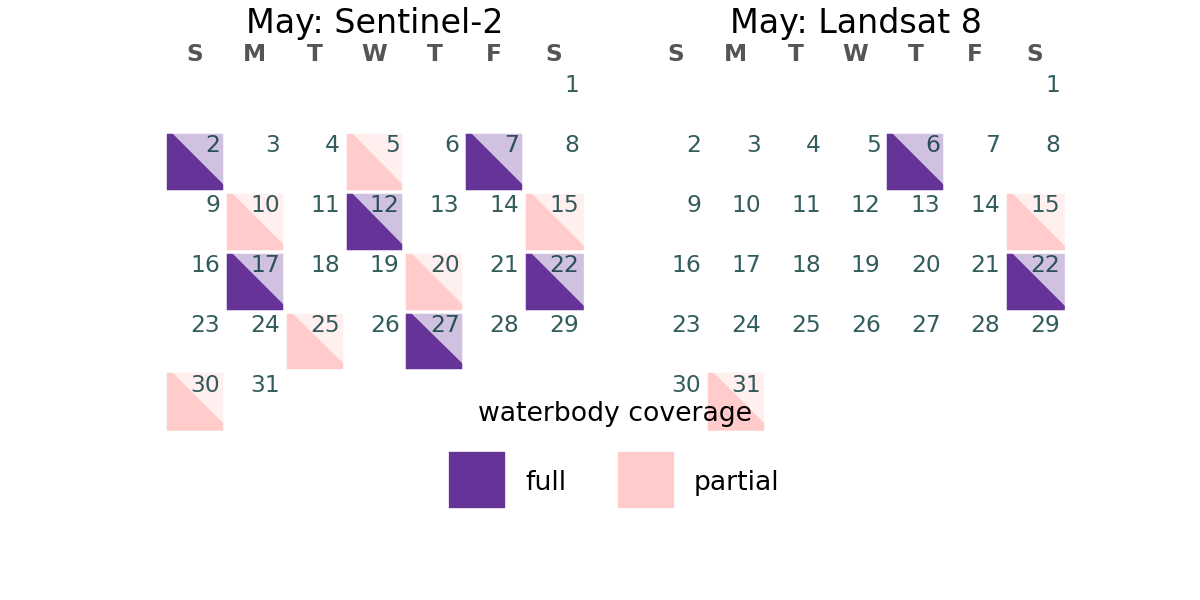 May: Sentinel-2
S M T W T F S
1
2 3 4 5 6 7 8
9 10 11 12 13 14 15
16 17 18 19 20 21 22
23 24 25 26 27 28 29
30 31
May: Landsat 8
S M T W T F S
1
2 3 4 5 6 7 8
9 10 11 12 13 14 15
16 17 18 19 20 21 22
23 24 25 26 27 28 29
30 31
waterbody coverage
full
partial